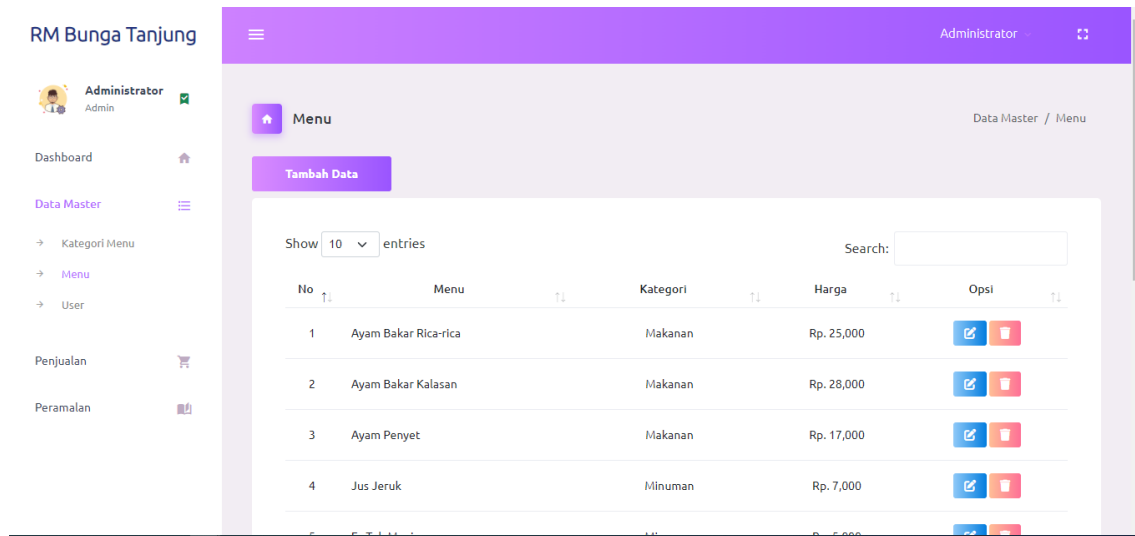 RM Bunga Tanjung
Administrator
Administrator
Admin
Menu
Data Master / Menu
Dashboard
Tambah Data
Data Master
Kategori Menu
Menu
User
Penjualan
Peramalan
Show 10 entries
Search:
No Menu Kategori Harga Opsi
1 Ayam Bakar Rica-rica Makanan Rp. 25,000
2 Ayam Bakar Kalasan Makanan Rp. 28,000
3 Ayam Penyet Makanan Rp. 17,000
4 Jus Jeruk Minuman Rp. 7,000